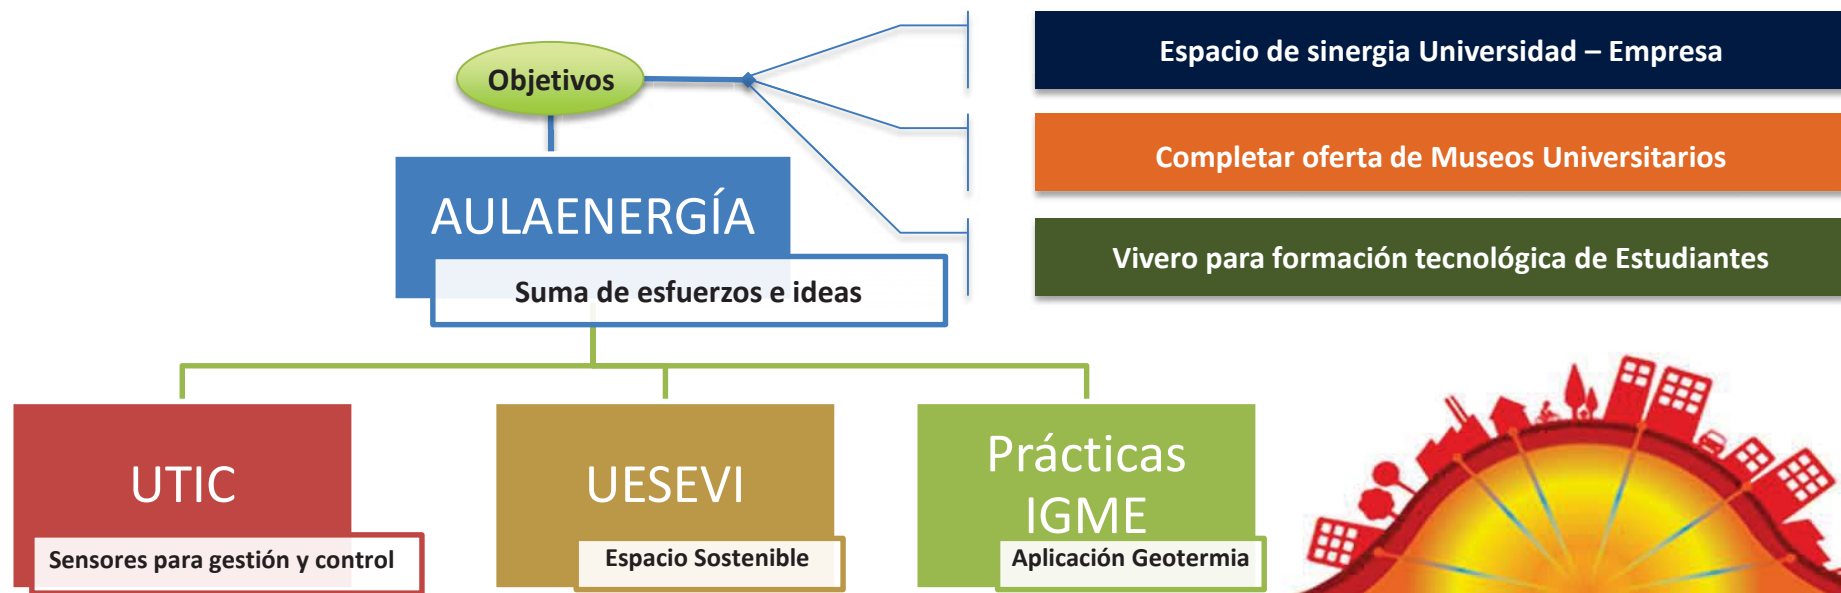 Objetivos
Espacio de sinergia Universidad – Empresa
Completar oferta de Museos Universitarios
Vivero para formación tecnológica de Estudiantes
AULAENERGÍA
Suma de esfuerzos e ideas
UTIC
Sensores para gestión y control
UESEVI
Espacio Sostenible
Prácticas
IGME
Aplicación Geotermia